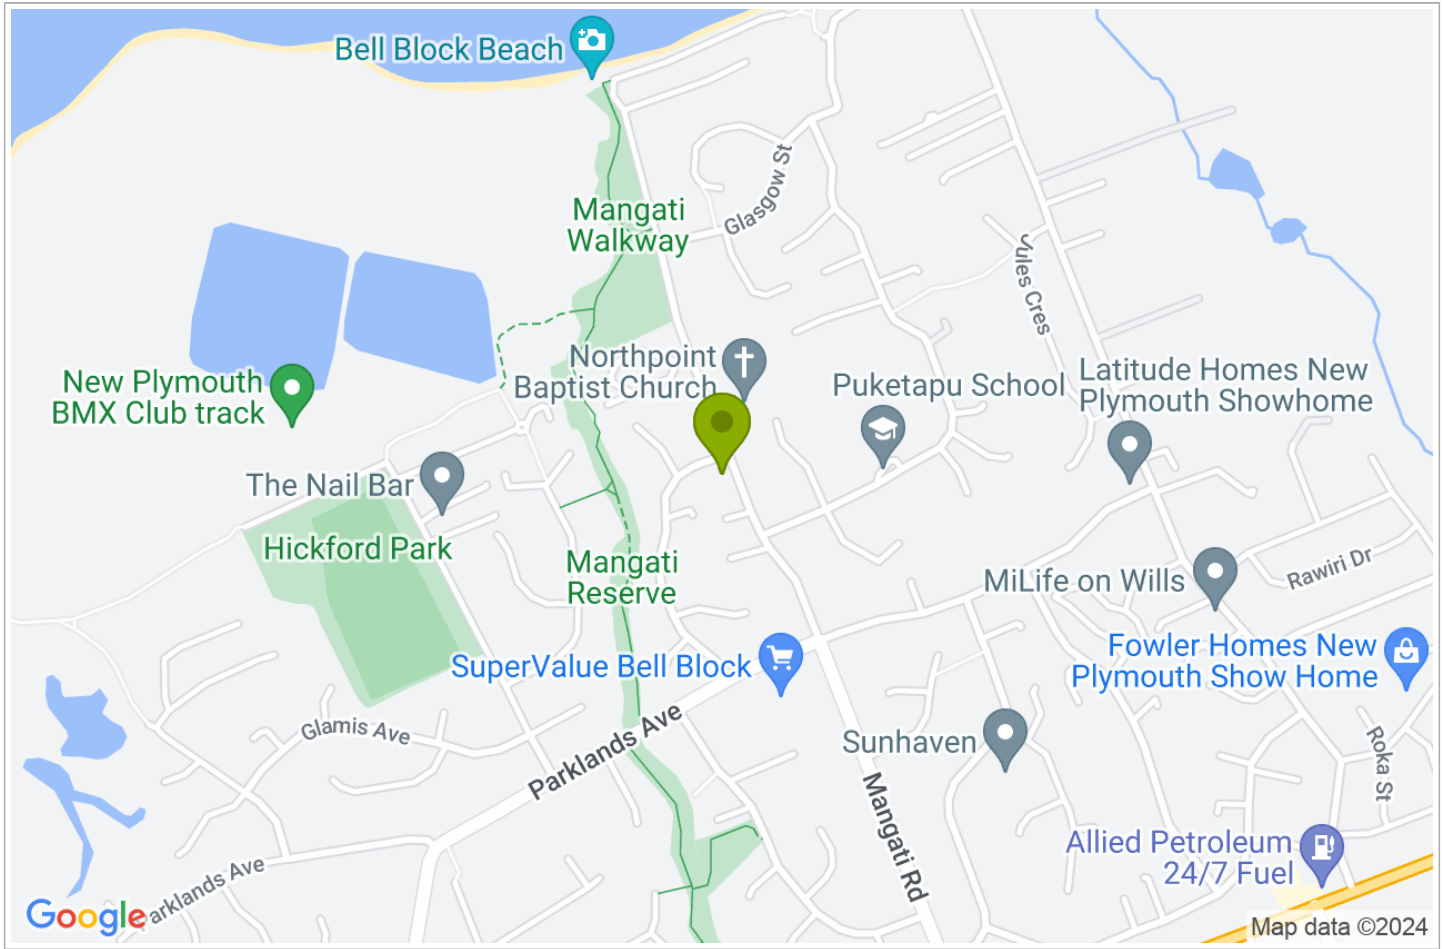 Bell Block Beach
Glasgow St
Mangati
Walkway
Jules Cres
Northpoint
Baptist Church
New Plymouth
BMX Club track
Puketapu School
Latitude Homes New
Plymouth Showhome
The Nail Bar
Hickford Park
Mangati
Reserve
MiLife on Wills
Rawiri Dr
SuperValue Bell Block
Fowler Homes New
Plymouth Show Home
Glamis Ave
Parklands Ave
Sunhaven
Roka St
Mangati Rd
Allied Petroleum
24/7 Fuel
Parklands Ave
Google
Map data ©2024